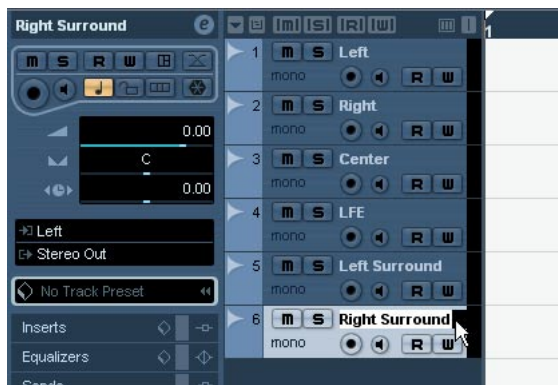 Right Surround e
M S R W
0.00
C
0.00
Left
Stereo Out
No Track Preset
Inserts
Equalizers
Sends
M S R W
1 M S Left
mono R W
2 M S Right
mono R W
3 M S Center
mono R W
4 M S LFE
mono R W
5 M S Left Surround
mono R W
6 M S Right Surround
mono R W
1